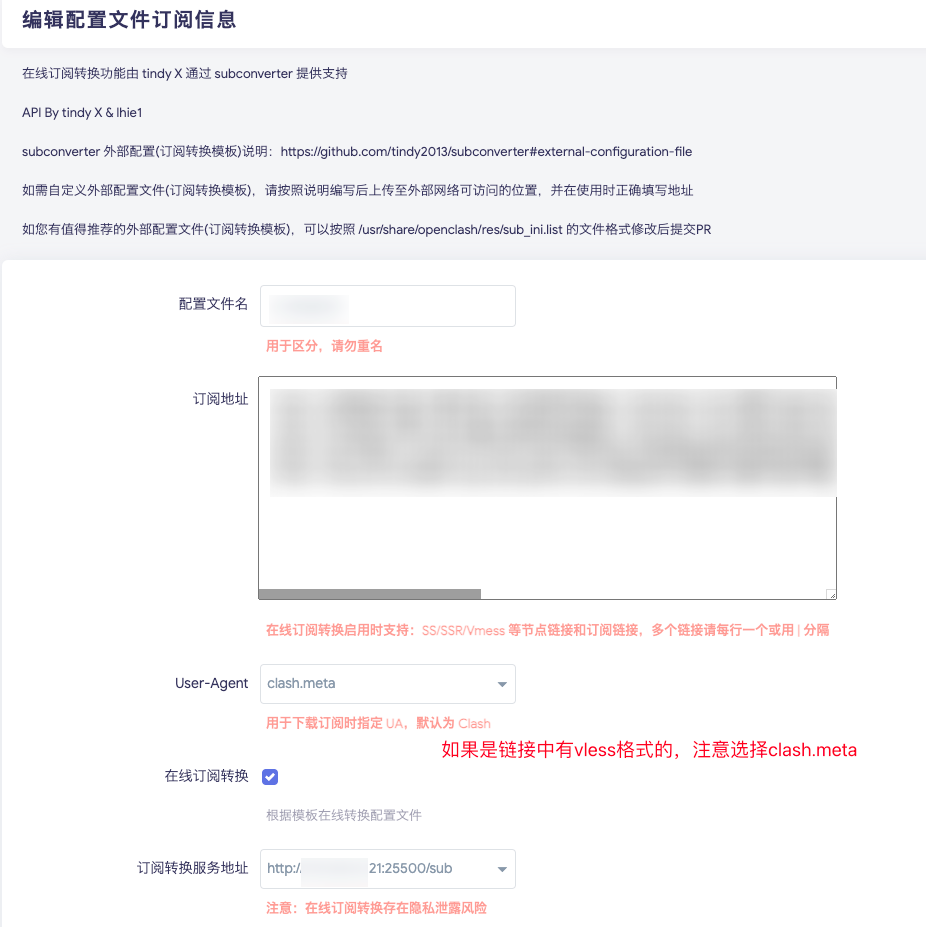 编辑配置文件订阅信息
在线订阅转换功能由 tindy X 通过 subconverter 提供支持
API By tindy X & lhie1
subconverter 外部配置(订阅转换模板)说明：https://github.com/tindy2013/subconverter#external-configuration-file
如需自定义外部配置文件(订阅转换模板)，请按照说明编写后上传至外部网络可访问的位置，并在使用时正确填写地址
如您有值得推荐的外部配置文件(订阅转换模板)，可以按照 /usr/share/openclash/res/sub_ini.list 的文件格式修改后提交PR
配置文件名
用于区分，请勿重名
订阅地址
在线订阅转换启用时支持：SS/SSR/Vmess 等节点链接和订阅链接，多个链接请每行一个或用 | 分隔
User-Agent clash.meta
用于下载订阅时指定 UA，默认为 Clash
如果是链接中有vless格式的，注意选择clash.meta
在线订阅转换
根据模板在线转换配置文件
订阅转换服务地址 http:/ 21:25500/sub
注意：在线订阅转换存在隐私泄露风险